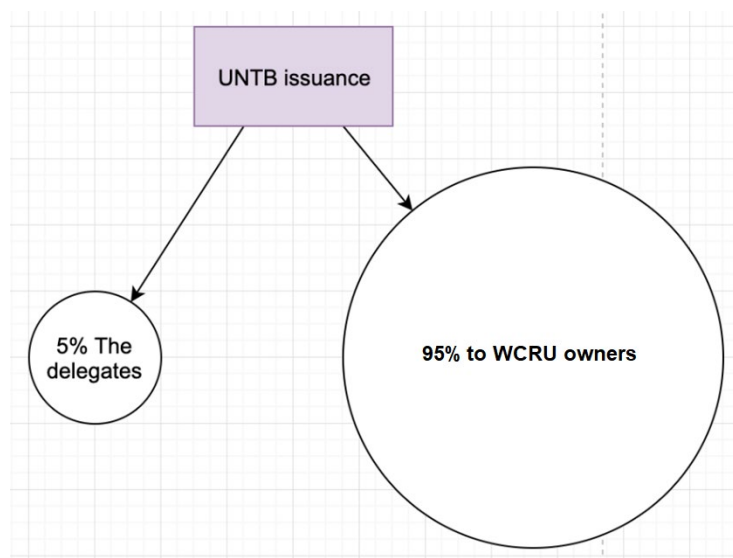 UNTB issuance
5% The
delegates
95% to WCRU owners